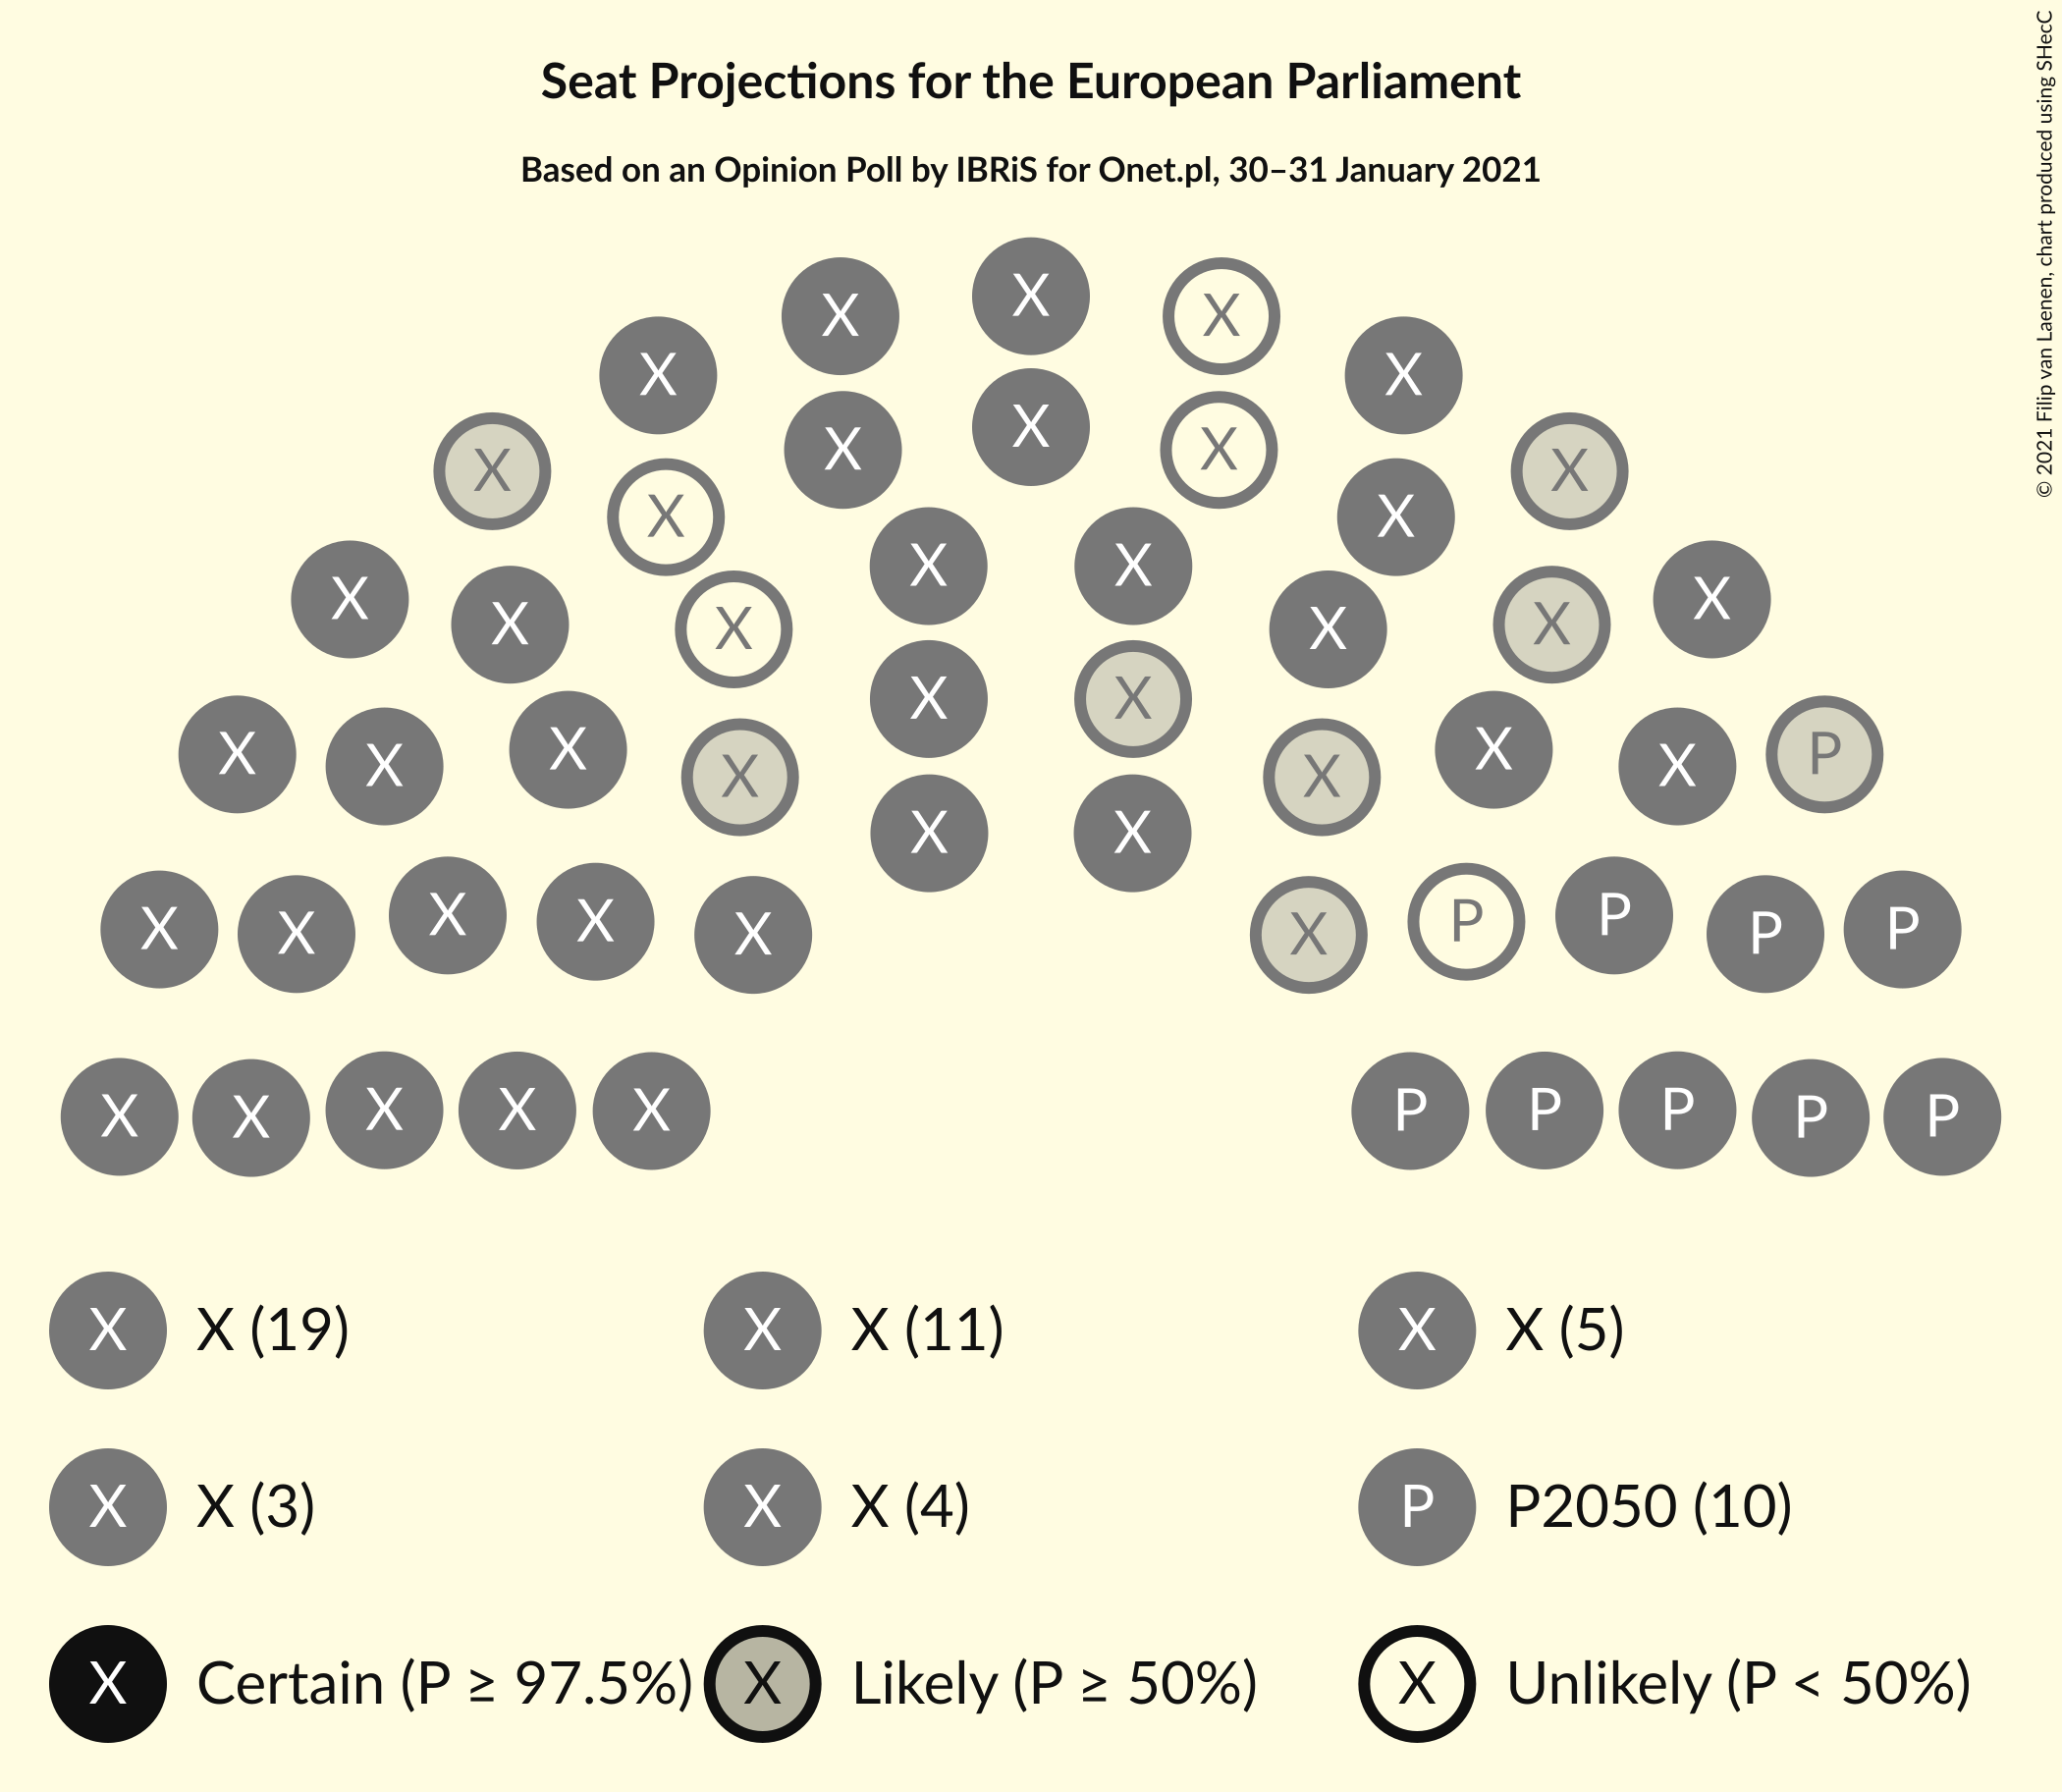 © 2021 Filip van Laenen, chart produced using SHecC
Seat Projections for the European Parliament
Based on an Opinion Poll by IBRiS for Onet.pl, 30–31 January 2021
X X X
X X
X X X
X X
X X
X X
X X X X X X
X X
X X X X X X X P
X X
X X X X X X P P P P
X X X X X P P P P P
X X (19) X X (11) X X (5)
X X (3) X X (4) P P2050 (10)
X Certain (P ≥ 97.5%) X Likely (P ≥ 50%) X Unlikely (P < 50%)